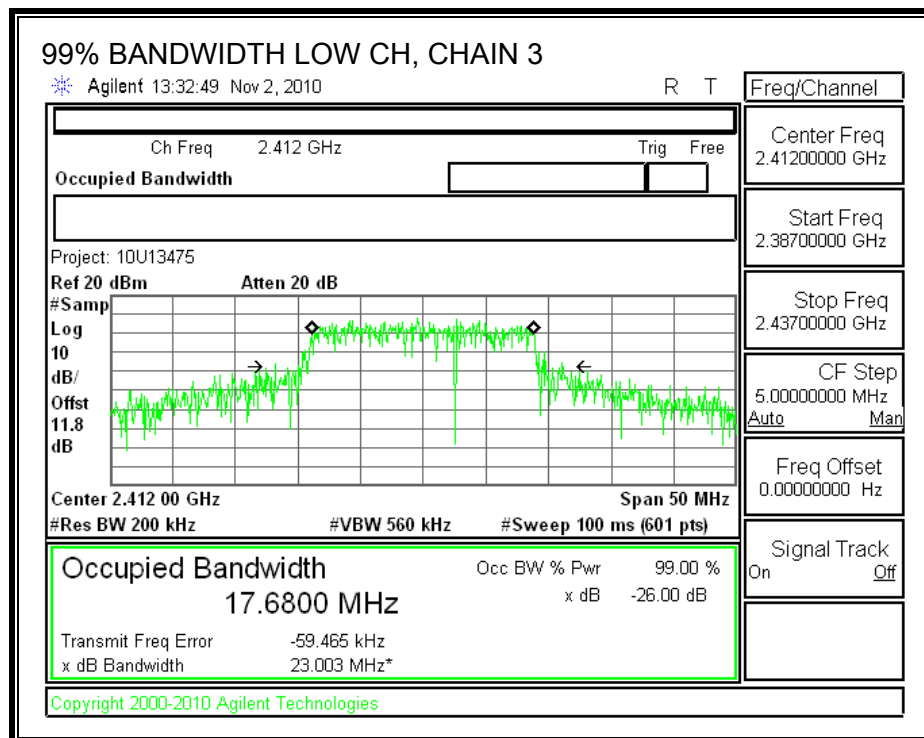 99% BANDWIDTH LOW CH, CHAIN 3
Agilent 13:32:49 Nov 2, 2010 R T
Freq/Channel
Ch Freq 2.412 GHz Trig Free
Occupied Bandwidth
Center Freq
2.41200000 GHz
Start Freq
2.38700000 GHz
Stop Freq
2.43700000 GHz
CF Step
5.00000000 MHz
Auto Man
Freq Offset
0.00000000 Hz
Signal Track
On Off
Project: 10U13475
Ref 20 dBm Atten 20 dB
#Samp
Log
10
dB/
Offst
11.8
dB
Center 2.412 00 GHz Span 50 MHz
#Res BW 200 kHz #VBW 560 kHz #Sweep 100 ms (601 pts)
Occupied Bandwidth Occ BW % Pwr 99.00 %
17.6800 MHz x dB -26.00 dB
Transmit Freq Error -59.465 kHz
x dB Bandwidth 23.003 MHz*
Copyright 2000-2010 Agilent Technologies